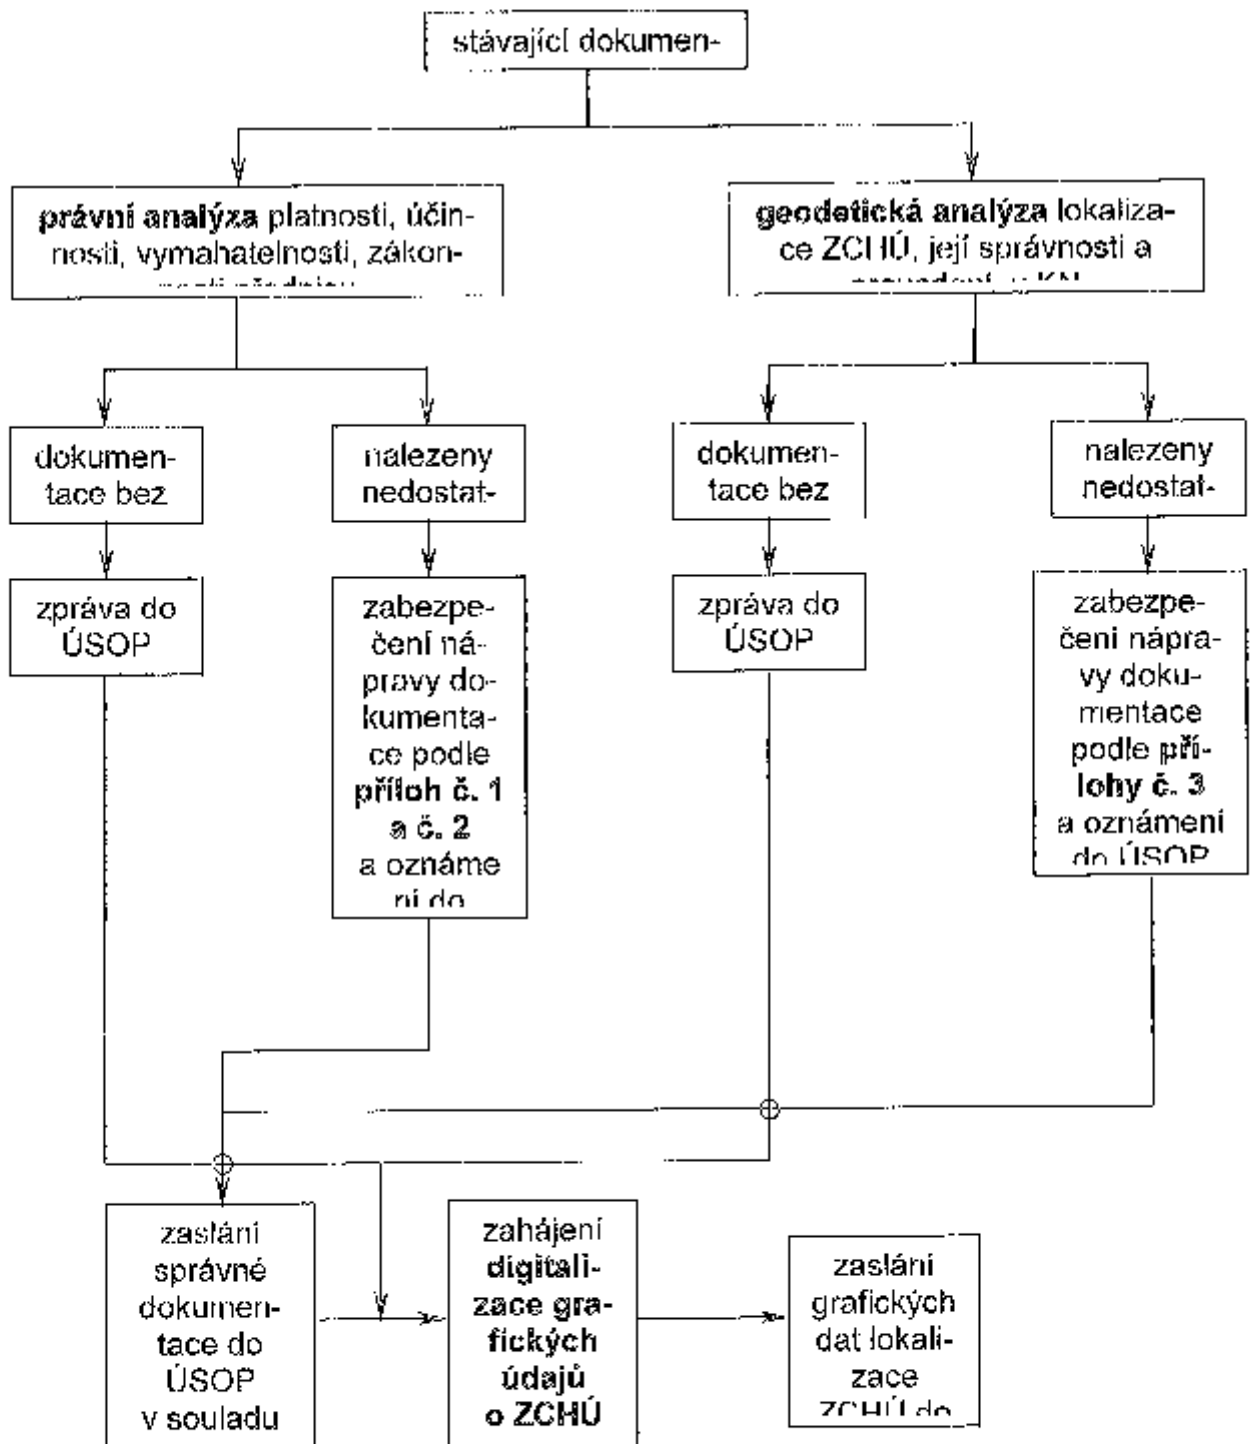 stávající dokumen-
právní analýza platnosti, účin-
nosti, vymahatelnosti, zákon-
geodetická analýza lokaliza-
ce ZCHÚ, její správnosti a
dokumen-
tace bez
nalezeny
nedostat-
dokumen-
tace bez
nalezeny
nedostat-
zpráva do
ÚSOP
zabezpe-
čení ná-
pravy do-
kumenta-
ce podle
příloh č. 1
a č. 2
a oznáme
ní do
zpráva do
ÚSOP
zabezpe-
čení nápra-
vy doku-
mentace
podle pří-
lohy č. 3
a oznámení
do ÚSOP
zaslání
správné
dokumen-
tace do
ÚSOP
v souladu
zahájení
digitali-
zace gra-
fických
údajů
o ZCHÚ
zaslání
grafických
dat lokali-
zace
ZCHÚ do